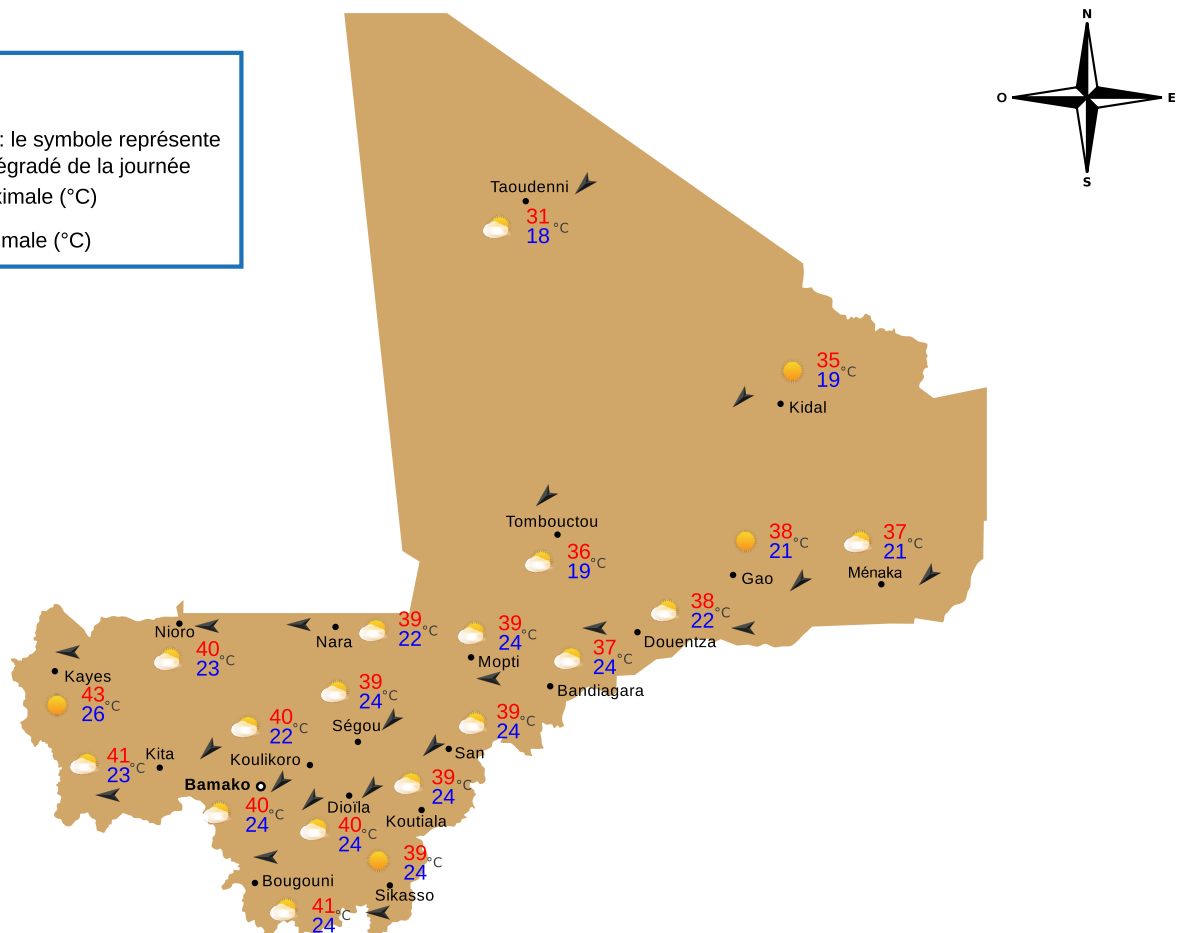 N
O
E
S
: le symbole représente
égradé de la journée
ximale (°C)
male (°C)
Taoudenni
31
18 °C
35
19 °C
Kidal
Tombouctou
36
19 °C
38
21 °C
Gao
37
21 °C
Ménaka
38
22 °C
Douentza
Nioro
40
23 °C
Nara
39
22 °C
39
24 °C
Mopti
37
24 °C
Bandiagara
Kayes
43
26 °C
39
24 °C
Ségou
39
24 °C
San
40
22 °C
Koulikoro
41
23 °C
Kita
Bamako
40
24 °C
Dioïla
40
24 °C
39
24 °C
Koutiala
39
24 °C
Sikasso
Bougouni
41
24 °C